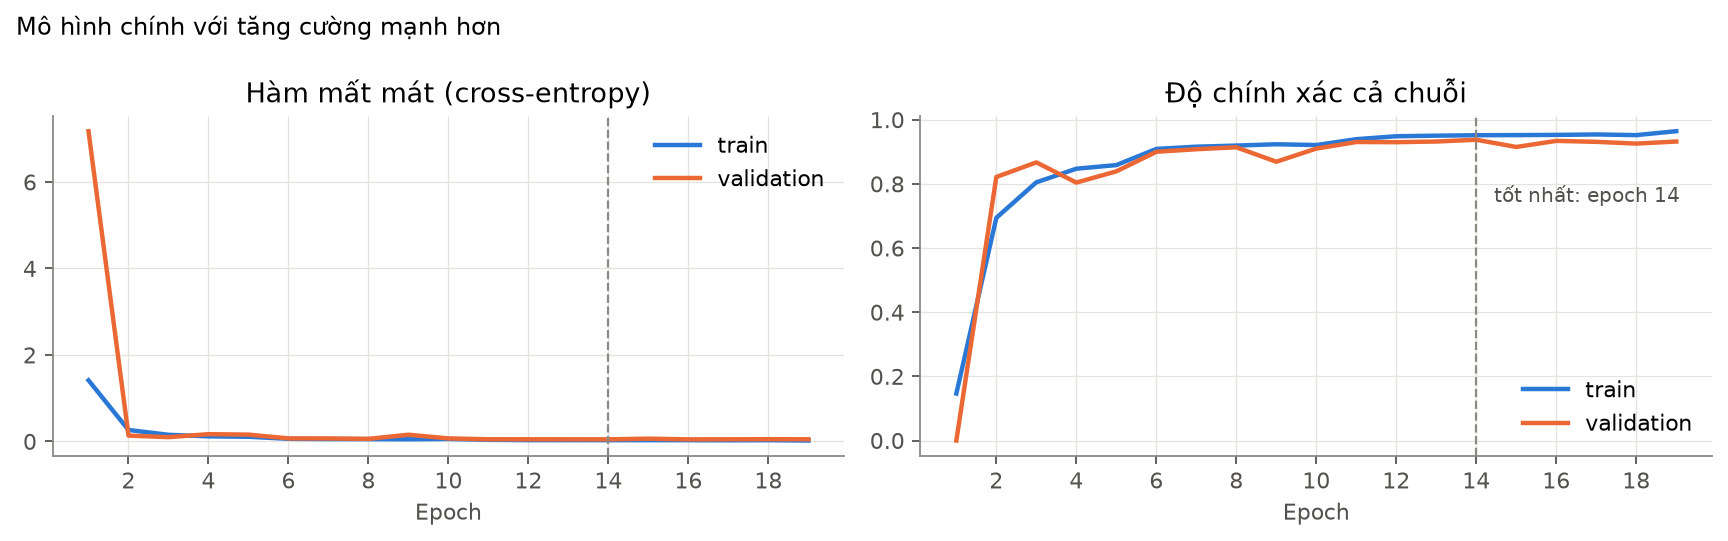 Mô hình chính với tăng cường mạnh hơn
Hàm mất mát (cross-entropy)
train
validation
6
4
2
0
2 4 6 8 10 12 14 16 18
Epoch
Độ chính xác cả chuỗi
1.0
0.8
0.6
0.4
0.2
0.0
tốt nhất: epoch 14
train
validation
2 4 6 8 10 12 14 16 18
Epoch